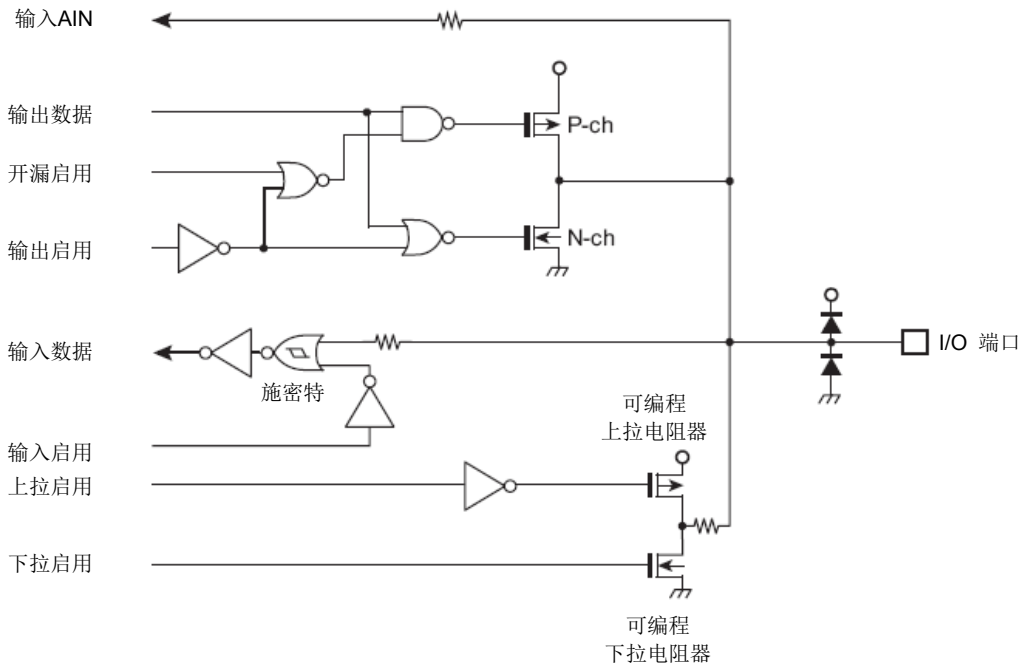 输入AIN
输出数据
P-ch
开漏启用
输出启用
N-ch
输入数据
I/O 端口
施密特
可编程
上拉电阻器
输入启用
上拉启用
下拉启用
可编程
下拉电阻器